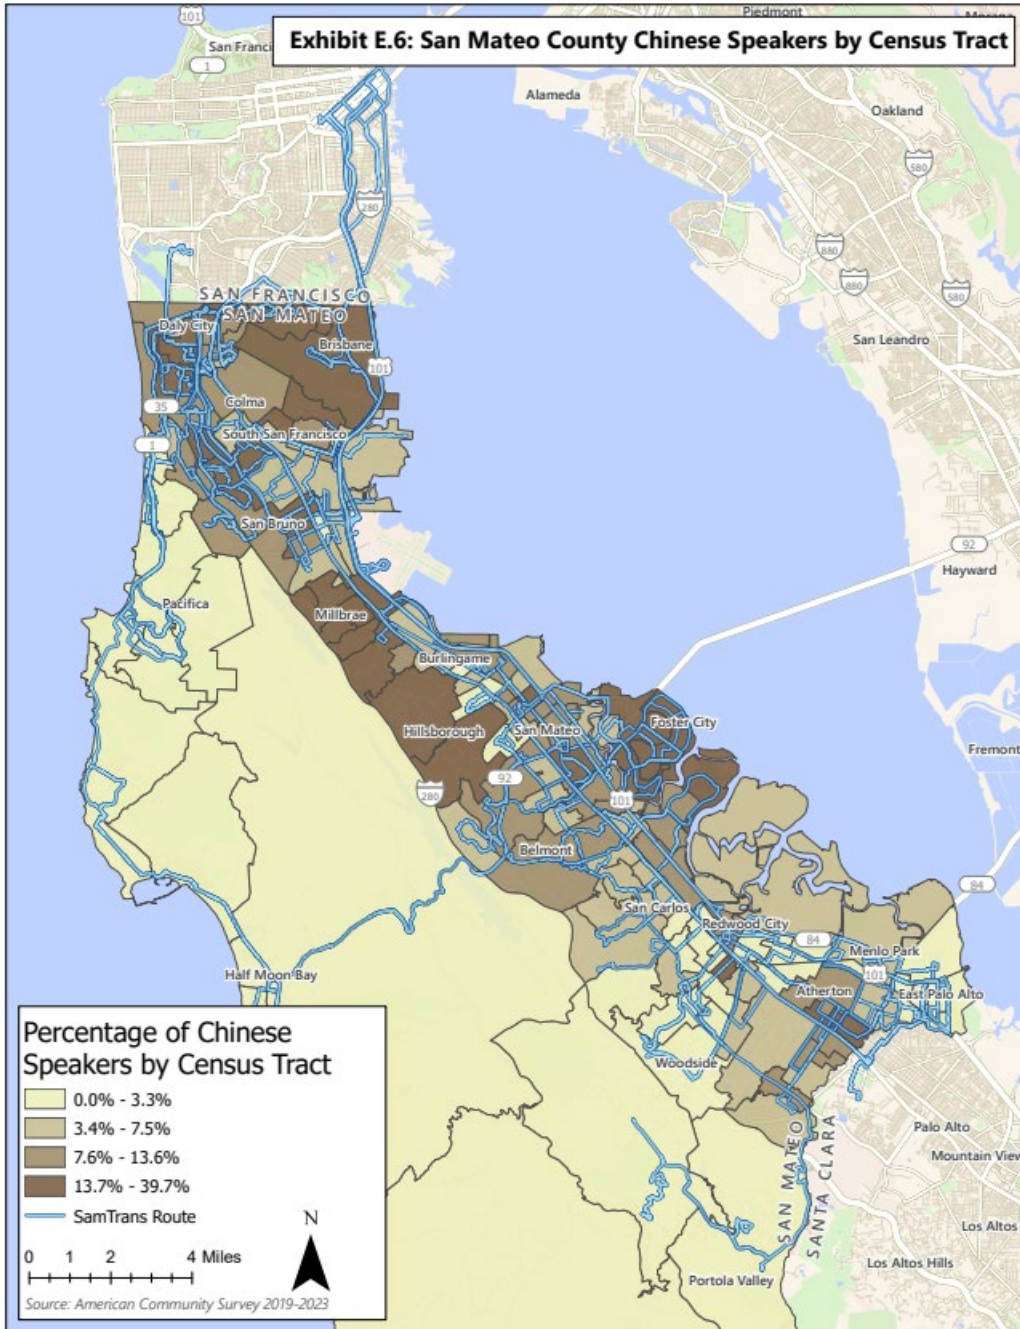 Exhibit E.6: San Mateo County Chinese Speakers by Census Tract
101
Piedmont
San Franci
1
Alameda
Oakland
580
280
880
880
580
SAN FRANCISCO
SAN MATEO
Daly City
Brisbane
San Leandro
101
35
Colma
1
South San Francisco
San Bruno
92
Hayward
Pacifica
Millbrae
Burlingame
Hillsborough
San Mateo
Foster City
Fremont
92
280
101
Belmont
84
San Carlos
Redwood City
84
Menlo Park
101
Half Moon Bay
Atherton
East Palo Alto
Woodside
Palo Alto
Mountain View
SAN MATEO
SANTA CLARA
Los Altos
Los Altos Hills
Portola Valley
Percentage of Chinese
Speakers by Census Tract
0.0% - 3.3%
3.4% - 7.5%
7.6% - 13.6%
13.7% - 39.7%
SamTrans Route
N
0 1 2 4 Miles
Source: American Community Survey 2019-2023